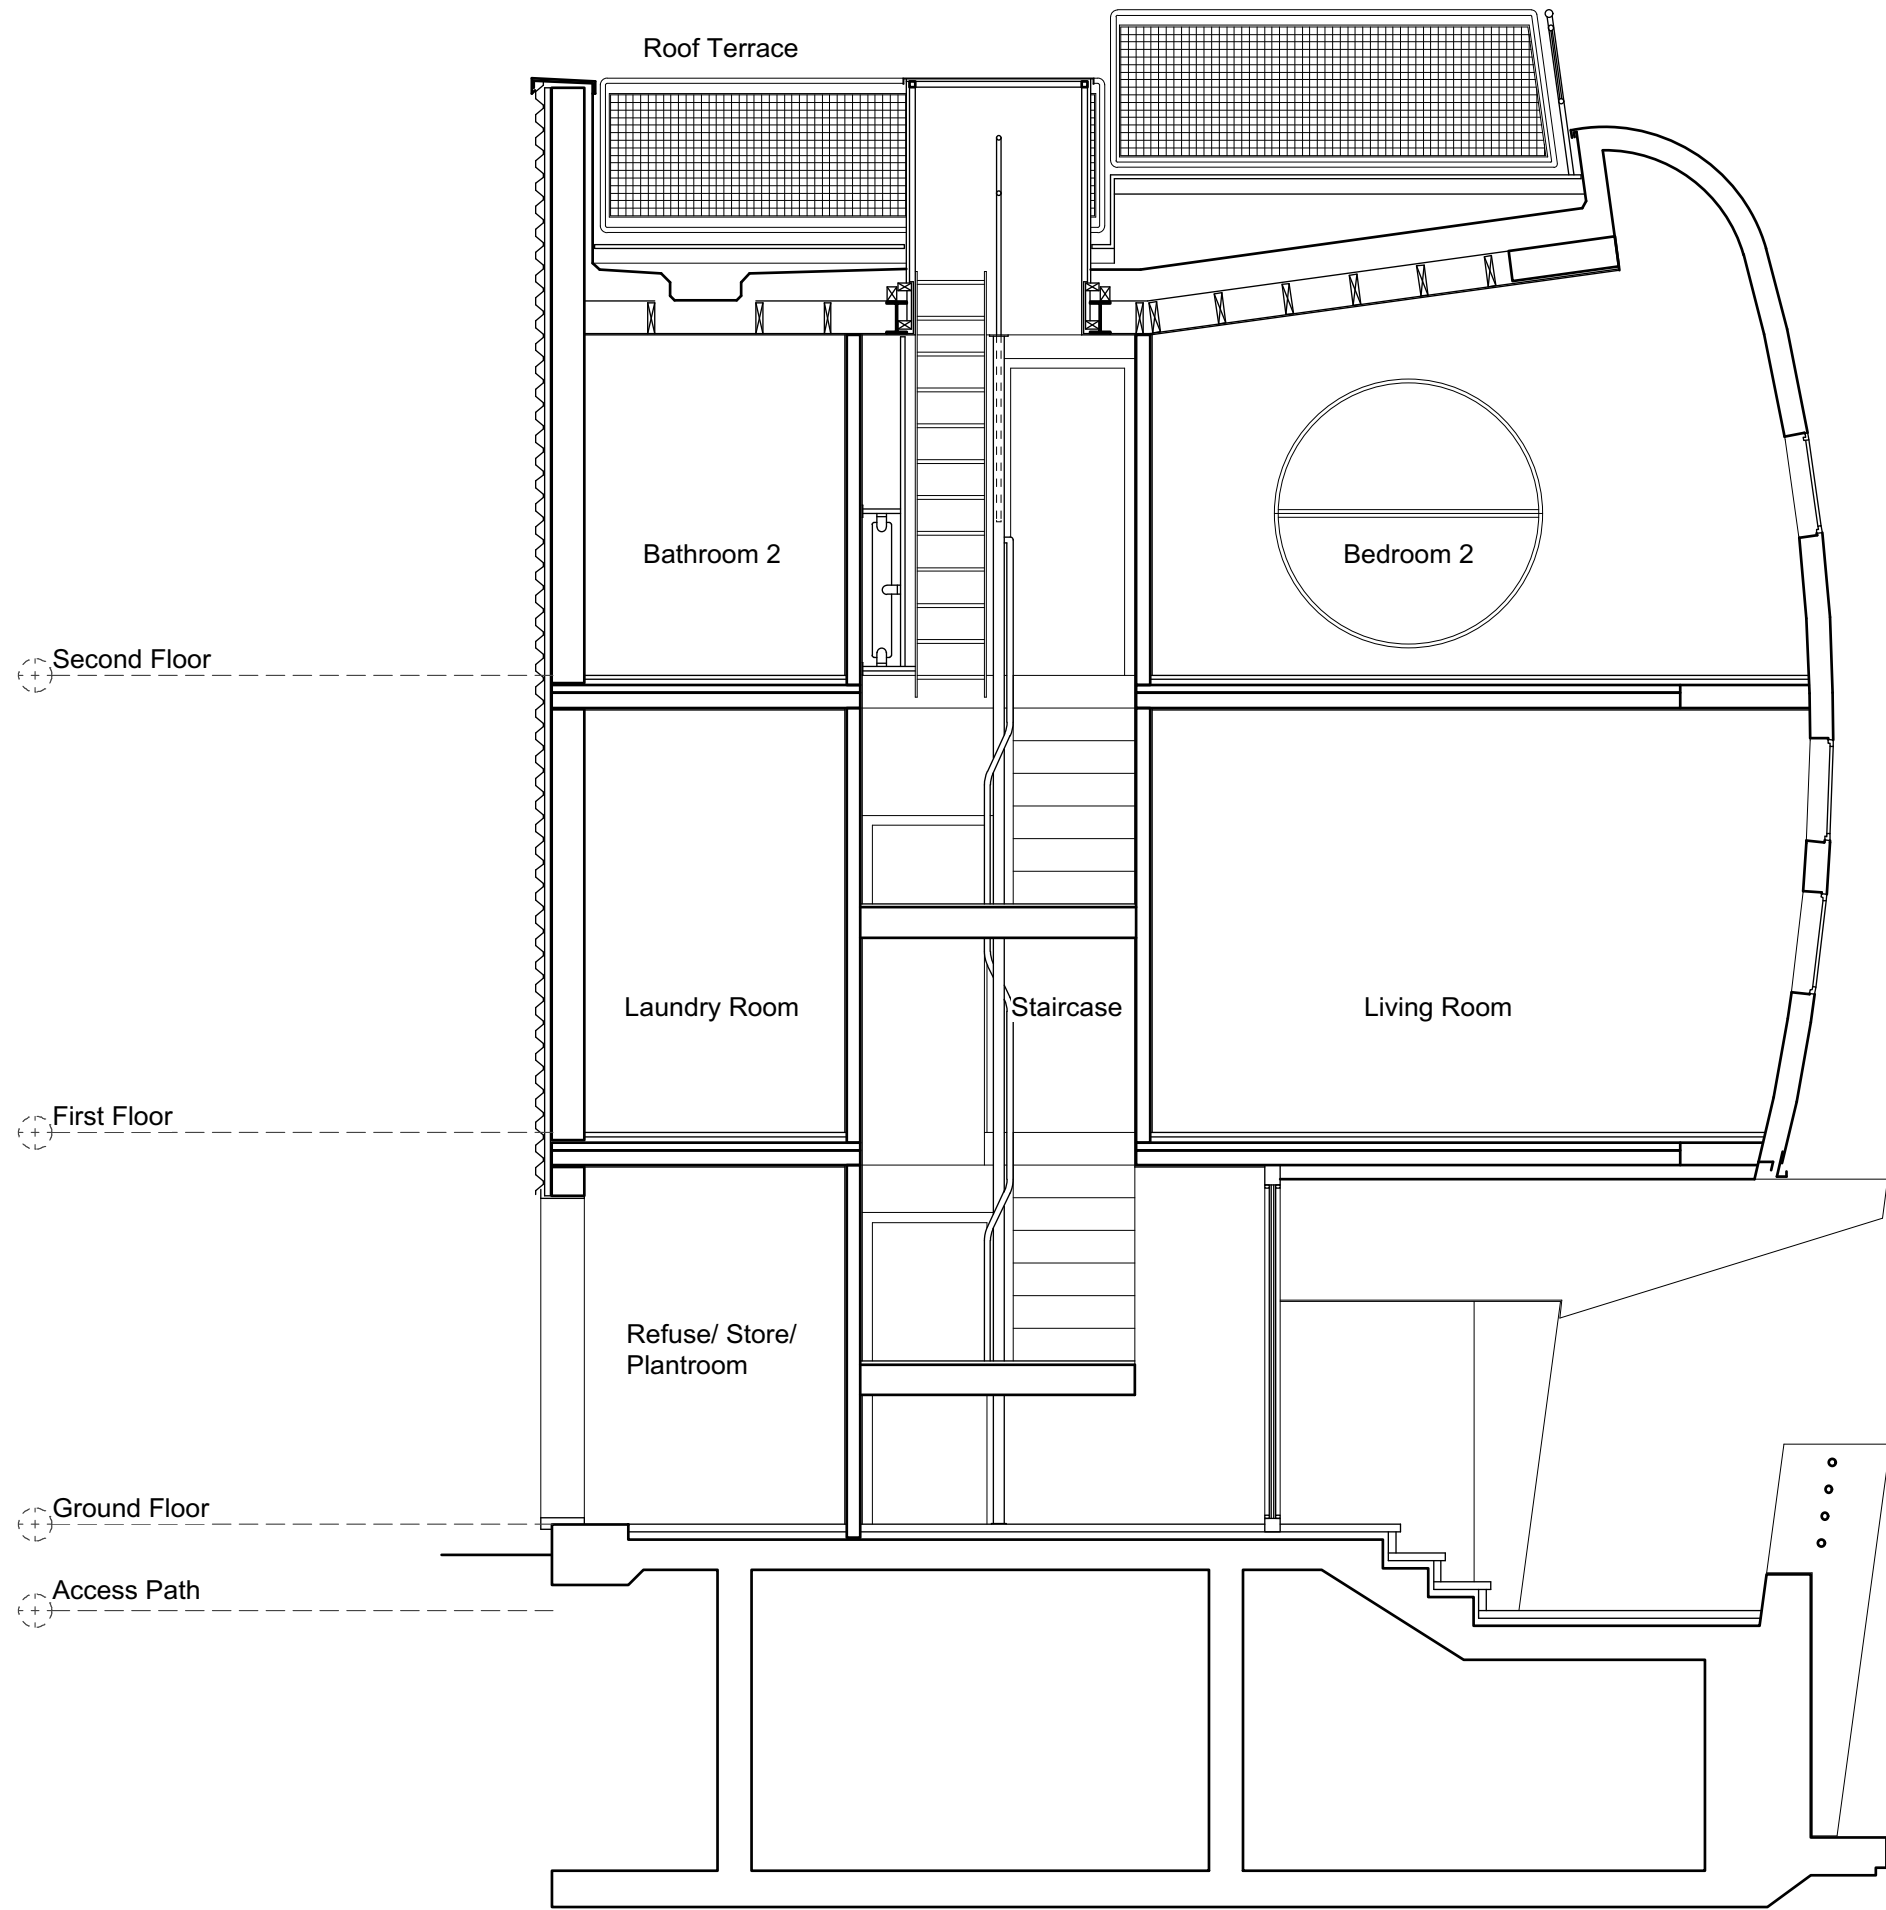 Roof Terrace
Bathroom 2
Bedroom 2
Second Floor
Laundry Room
Staircase
Living Room
First Floor
Refuse/ Store/
Plantroom
Ground Floor
Access Path